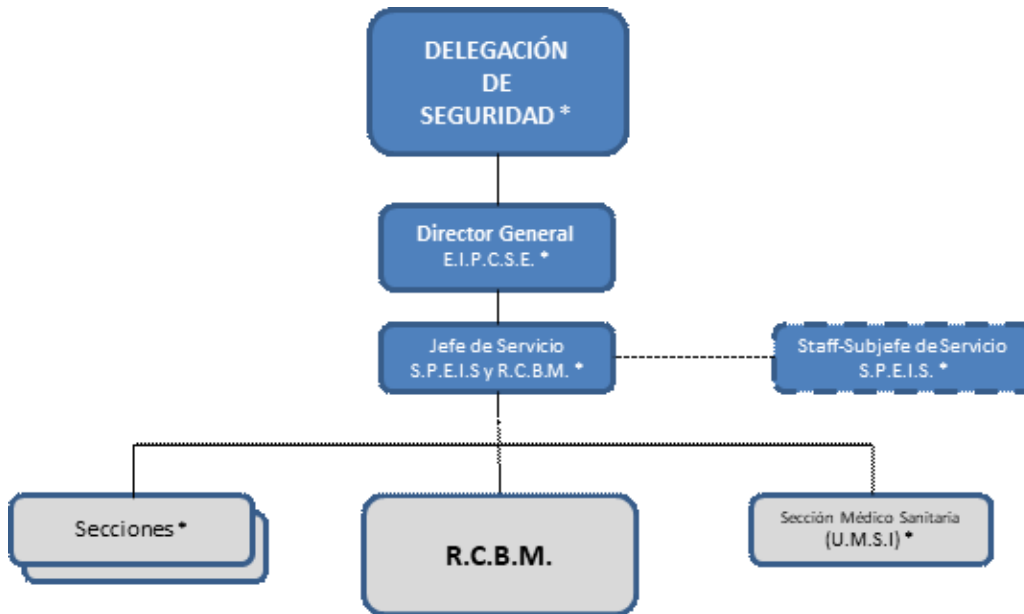 DELEGACIÓN
DE
SEGURIDAD *
Director General
E.I.P.C.S.E. *
Jefe de Servicio
S.P.E.I.S y R.C.B.M. *
Staff-Subjefe de Servicio
S.P.E.I.S. *
Secciones *
R.C.B.M.
Sección Médico Sanitaria
(U.M.S.I) *